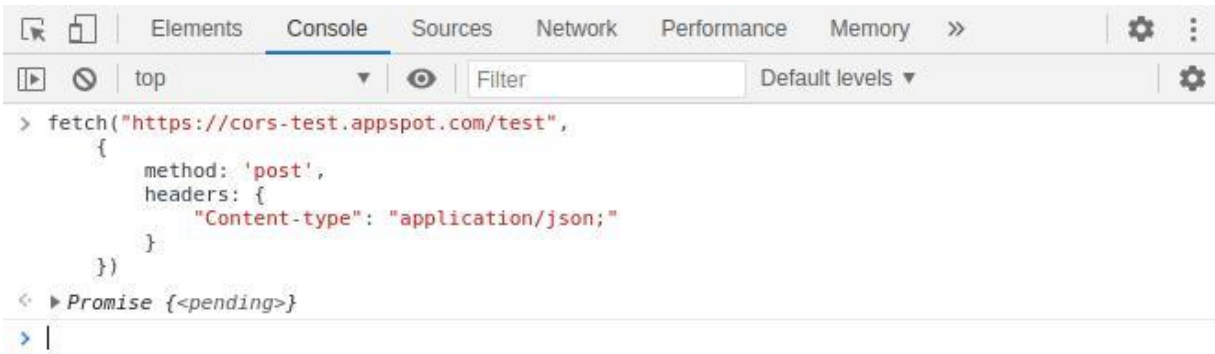 Elements Console Sources Network Performance Memory »
top ▼ Filter Default levels ▼
> fetch("https://cors-test.appspot.com/test",
    {
        method: 'post',
        headers: {
            "Content-type": "application/json;"
        }
    })
<· ▶ Promise {<pending>}
>